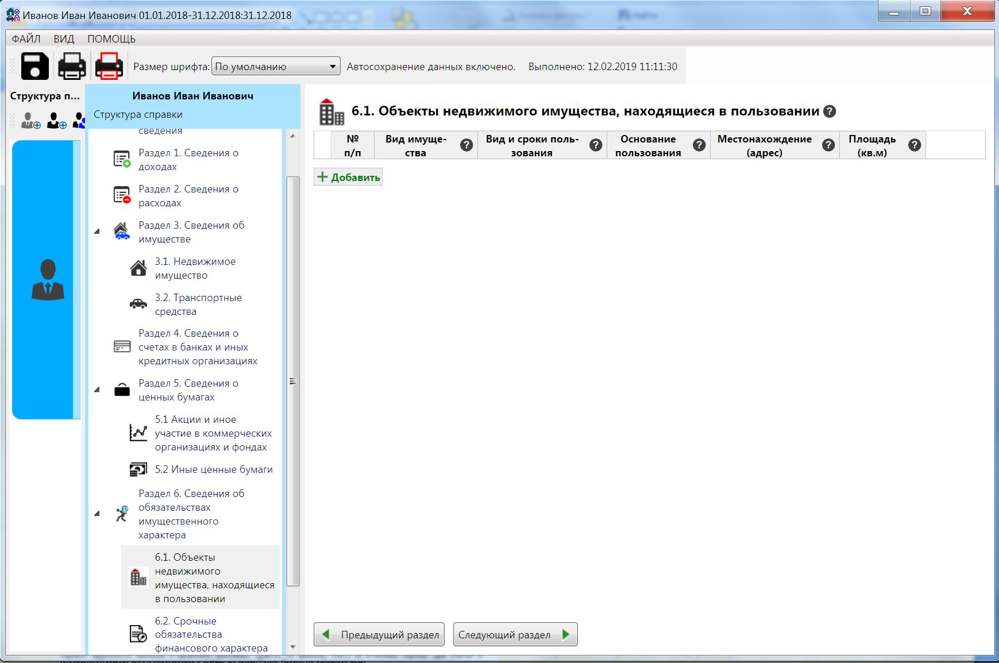 Иванов Иван Иванович 01.01.2018-31.12.2018:31.12.2018
ФАЙЛ ВИД ПОМОЩЬ
Размер шрифта: По умолчанию Автосохранение данных включено. Выполнено: 12.02.2019 11:11:30
Структура п...
Иванов Иван Иванович
Структура справки
сведения
Раздел 1. Сведения о
доходах
Раздел 2. Сведения о
расходах
Раздел 3. Сведения об
имуществе
3.1. Недвижимое
имущество
3.2. Транспортные
средства
Раздел 4. Сведения о
счетах в банках и иных
кредитных организациях
Раздел 5. Сведения о
ценных бумагах
5.1 Акции и иное
участие в коммерческих
организациях и фондах
5.2 Иные ценные бумаги
Раздел 6. Сведения об
обязательствах
имущественного
характера
6.1. Объекты
недвижимого
имущества, находящиеся
в пользовании
6.2. Срочные
обязательства
финансового характера
6.1. Объекты недвижимого имущества, находящиеся в пользовании ?
№
п/п
Вид имуще-
ства ?
Вид и сроки поль-
зования ?
Основание
пользования ?
Местонахождение
(адрес) ?
Площадь
(кв.м) ?
+ Добавить
Предыдущий раздел Следующий раздел